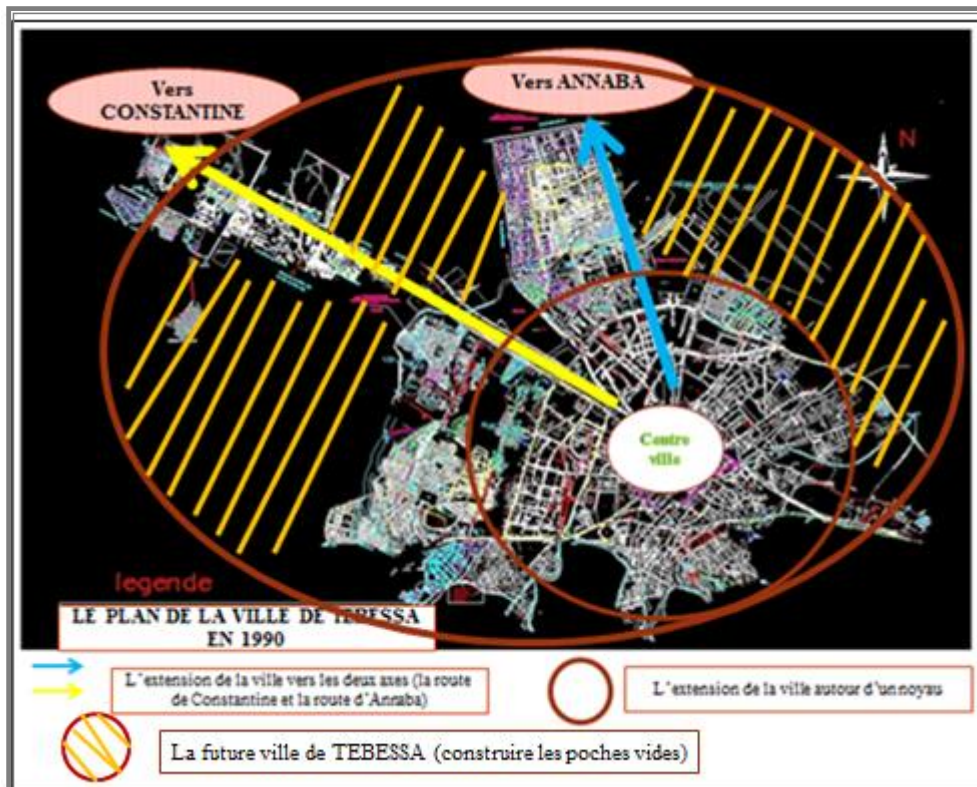 Vers
CONSTANTINE
Vers ANNABA
N
Centre
ville
legende
LE PLAN DE LA VILLE DE TEBESSA
EN 1990
L'extension de la ville vers les deux axes (la route
de Constantine et la route d'Annaba)
L'extension de la ville autour d'un noyau
La future ville de TEBESSA (construire les poches vides)